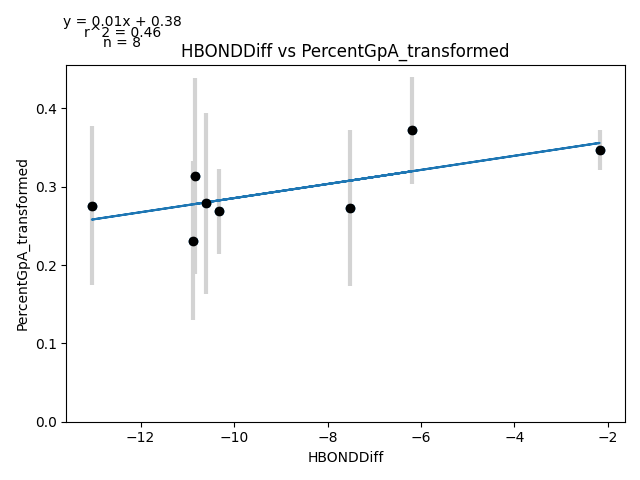 y = 0.01x + 0.38
r^2 = 0.46
n = 8
HBONDDiff vs PercentGpA_transformed
PercentGpA_transformed
0.4
0.3
0.2
0.1
0.0
−12 −10 −8 −6 −4 −2
HBONDDiff